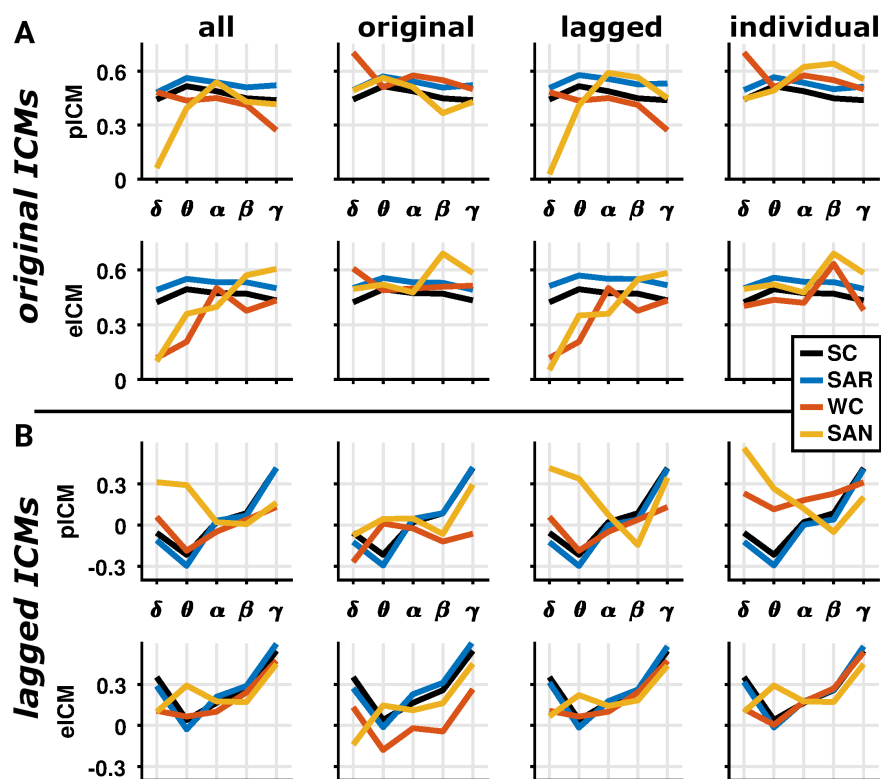 A
all original lagged individual
original ICMs
pICM
0.6
0.3
0
δ θ α β γ δ θ α β γ δ θ α β γ δ θ α β γ
eICM
0.6
0.3
0
SC
SAR
WC
SAN
B
lagged ICMs
pICM
0.3
0
-0.3
δ θ α β γ δ θ α β γ δ θ α β γ δ θ α β γ
eICM
0.3
0
-0.3